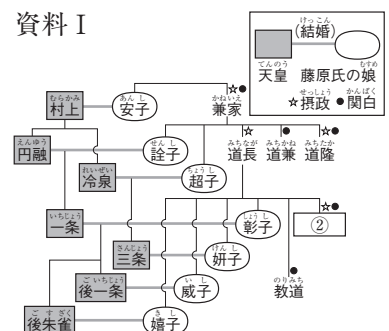 資料Ⅰ
けっこん
(結婚)
てんのう むすめ
天皇 藤原氏の娘
せっしょう かんぱく
☆摂政 ●関白
むらかみ
村上
あんし
安子
☆●
かねいえ
兼家
えんゆう
円融
れいぜい
冷泉
せんし
詮子
ちょうし
超子
☆
みちなが
道長
●
みちかね
道兼
☆●
みちたか
道隆
いちじょう
一条
しょうし
彰子
☆●
②
さんじょう
三条
けんし
妍子
ごいちじょう
後一条
いし
威子
●
のりみち
教道
ごすざく
後朱雀
きし
嬉子